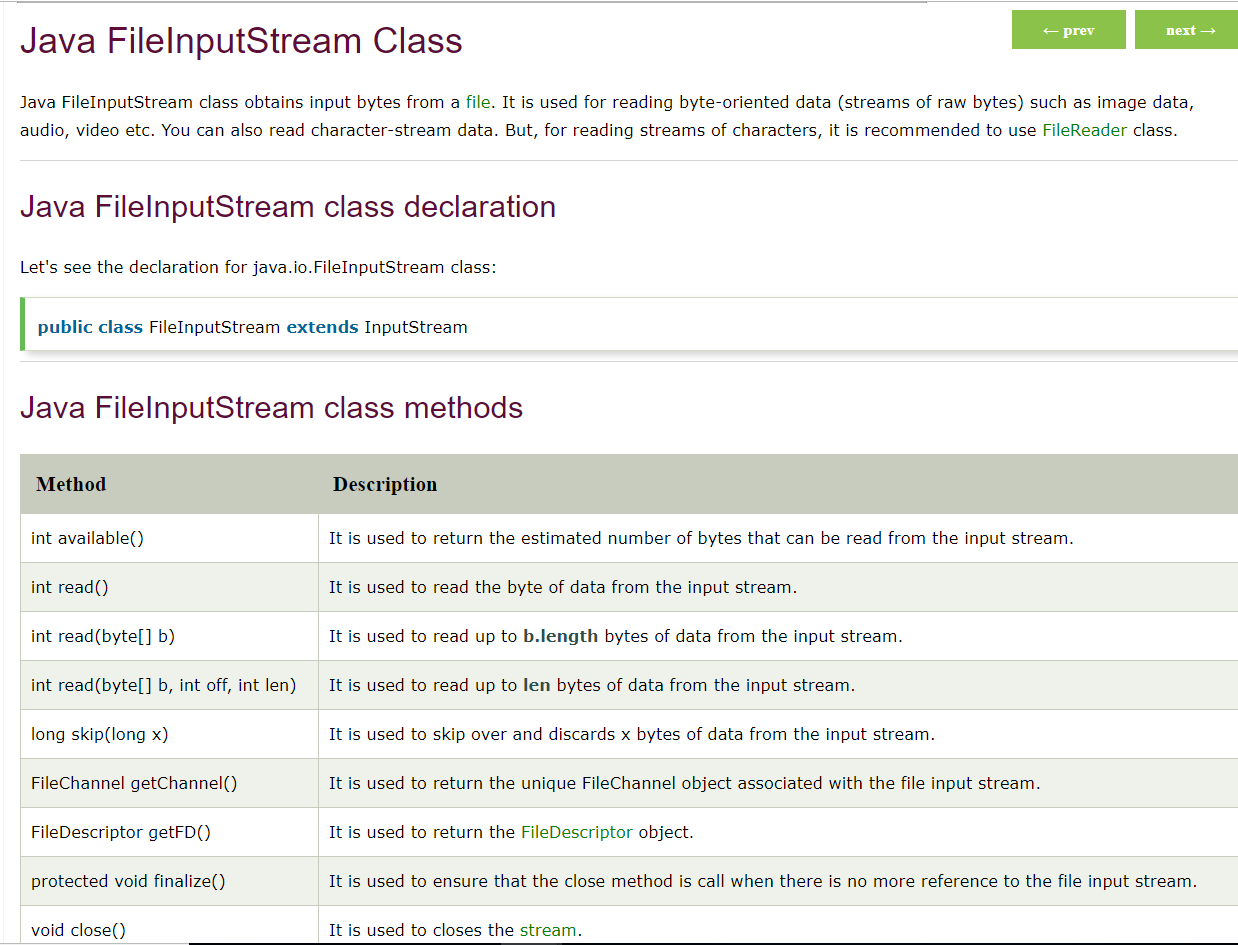 Java FileInputStream Class
← prev
next →
Java FileInputStream class obtains input bytes from a file. It is used for reading byte-oriented data (streams of raw bytes) such as image data,
audio, video etc. You can also read character-stream data. But, for reading streams of characters, it is recommended to use FileReader class.
Java FileInputStream class declaration
Let's see the declaration for java.io.FileInputStream class:
public class FileInputStream extends InputStream
Java FileInputStream class methods
Method Description
int available() It is used to return the estimated number of bytes that can be read from the input stream.
int read() It is used to read the byte of data from the input stream.
int read(byte[] b) It is used to read up to b.length bytes of data from the input stream.
int read(byte[] b, int off, int len) It is used to read up to len bytes of data from the input stream.
long skip(long x) It is used to skip over and discards x bytes of data from the input stream.
FileChannel getChannel() It is used to return the unique FileChannel object associated with the file input stream.
FileDescriptor getFD() It is used to return the FileDescriptor object.
protected void finalize() It is used to ensure that the close method is call when there is no more reference to the file input stream.
void close() It is used to closes the stream.